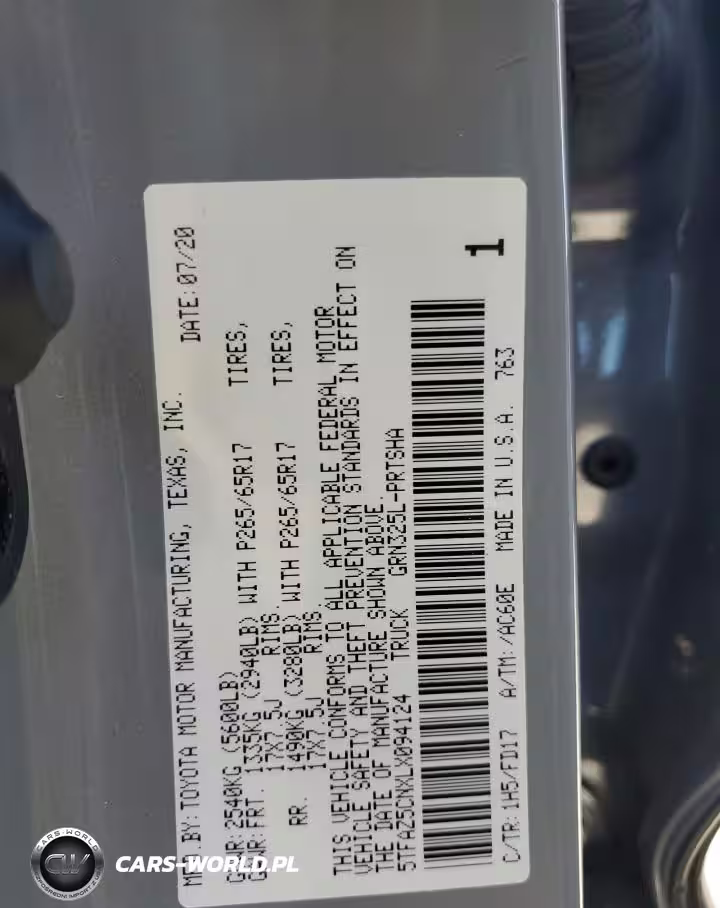 MFD.BY: TOYOTA MOTOR MANUFACTURING, TEXAS, INC. DATE: 07/20
GVWR: 2540KG (5600LB)
GAWR: FRT. 1335KG (2940LB) WITH P265/65R17 TIRES,
17X7.5J RIMS.
RR. 1490KG (3280LB) WITH P265/65R17 TIRES,
17X7.5J RIMS.
THIS VEHICLE CONFORMS TO ALL APPLICABLE FEDERAL MOTOR
VEHICLE SAFETY AND THEFT PREVENTION STANDARDS IN EFFECT ON
THE DATE OF MANUFACTURE SHOWN ABOVE.
5TFAZ5CNXLX094124 TRUCK GRN325L-PRTSHA
1
C/TR: 1H5/FD17 A/TM: /AC60E MADE IN U.S.A. 763
CW
CARS-WORLD.PL